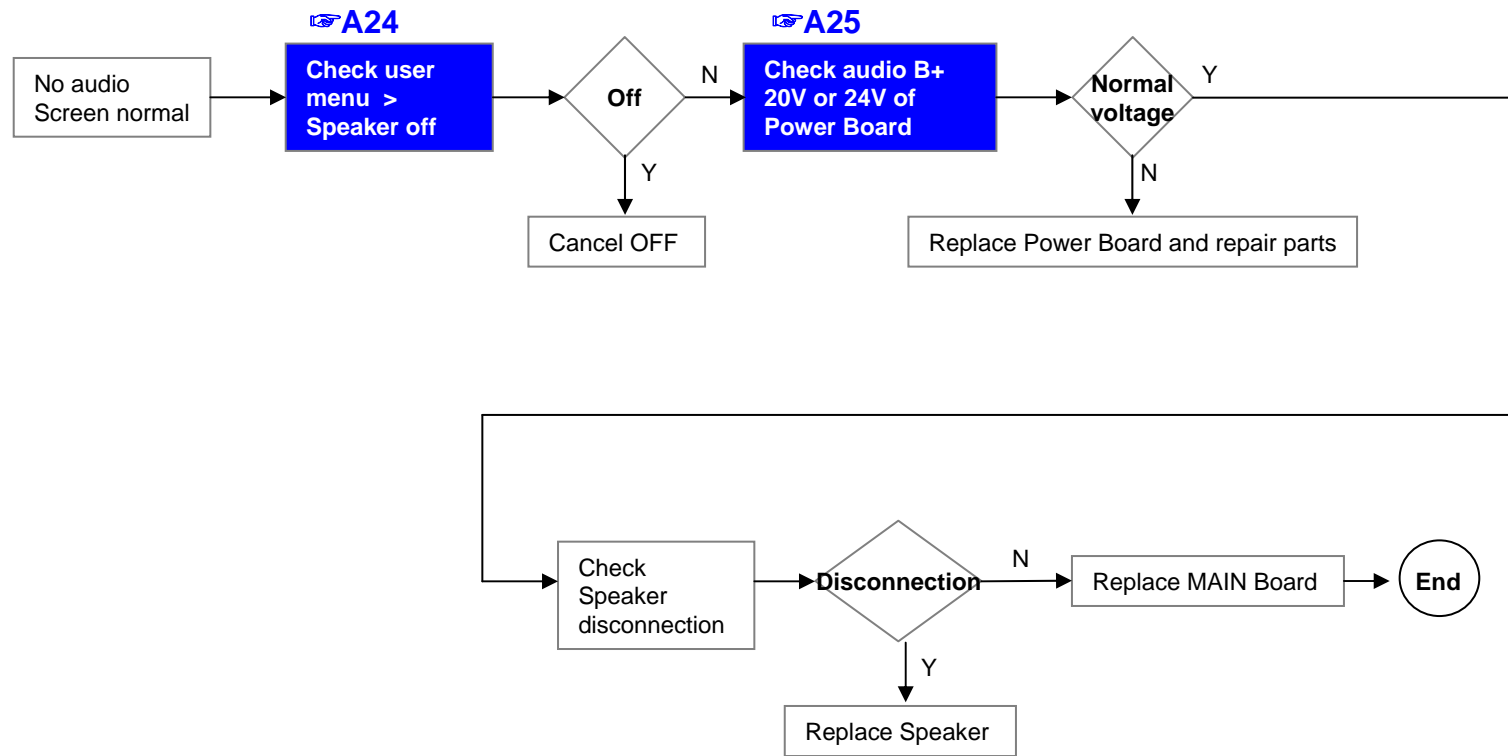 ☞A24
☞A25
No audio
Screen normal
Check user
menu >
Speaker off
Off
N
Y
Cancel OFF
Check audio B+
20V or 24V of
Power Board
Normal
voltage
Y
N
Replace Power Board and repair parts
Check
Speaker
disconnection
Disconnection
N
Y
Replace MAIN Board
End
Replace Speaker